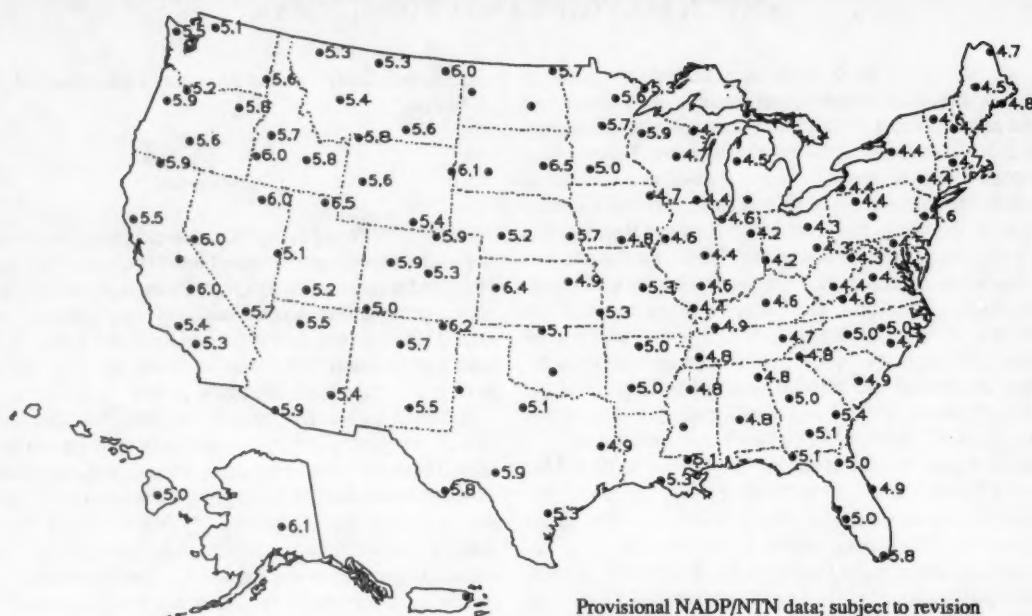 5.5 5.1
5.3
5.3 6.0 5.7
4.7
5.6
5.2 5.4 5.6 5.3 4.5
4.8
5.9 5.8
5.6 5.7 5.8 5.6 5.7 5.9 4.6
4.4
5.9 6.0 5.8 6.5 4.7 4.5 4.4
5.6 6.1 5.0 4.7
6.0 6.5 4.7 4.4 4.4 4.4
4.4
5.5 5.4 4.6 4.3 4.6
6.0 5.1 5.9 5.2 5.7 4.8 4.6 4.2
5.9 5.3 4.4 4.2 4.3
6.0 5.2 6.4 4.9 5.3 4.6 4.4
5.0 5.3 4.6 4.6
5.4 5.2 5.5 6.2 5.1 4.9 5.0 5.0
5.3 5.7 5.0 4.7
4.8 4.8
5.9 5.4 5.5 5.1 5.0 4.8 4.8 5.0 4.9
4.9 4.8 5.1 5.4
5.9 5.1 5.1 5.0
5.0 5.8 5.3 4.9
6.1 5.0
5.8
Provisional NADP/NTN data; subject to revision